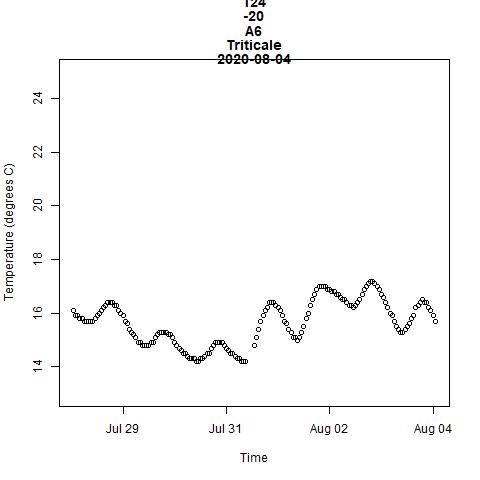 124
-20
A6
Triticale
2020-08-04
24
22
20
18
16
14
Temperature (degrees C)
Jul 29
Jul 31
Aug 02
Aug 04
Time